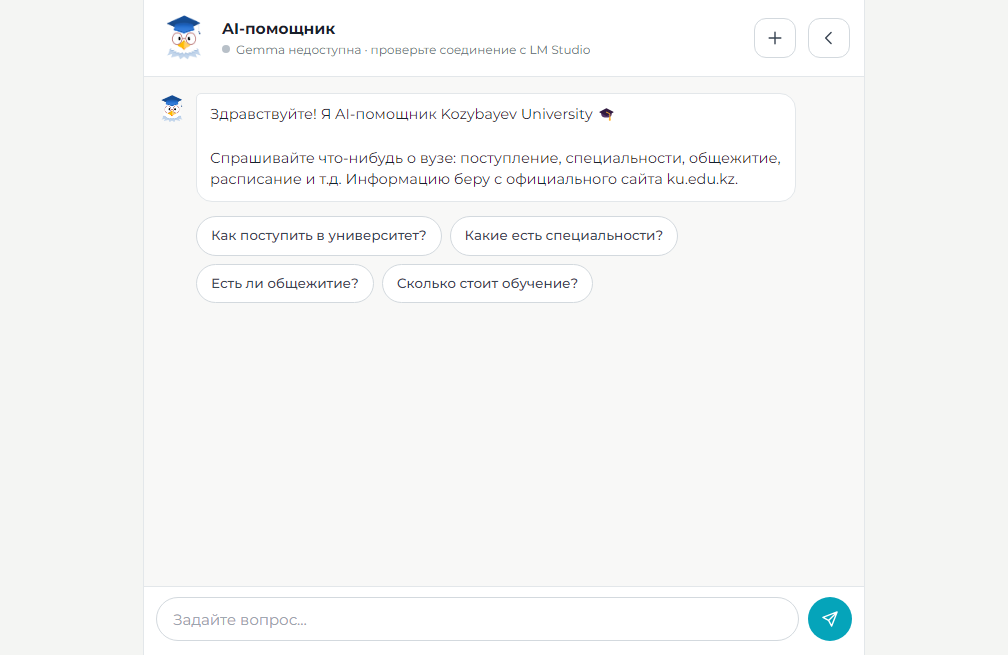 AI-помощник
Gemma недоступна · проверьте соединение с LM Studio
Здравствуйте! Я AI-помощник Kozybayev University 🎓
Спрашивайте что-нибудь о вузе: поступление, специальности, общежитие,
расписание и т.д. Информацию беру с официального сайта ku.edu.kz.
Как поступить в университет?
Какие есть специальности?
Есть ли общежитие?
Сколько стоит обучение?
Задайте вопрос...